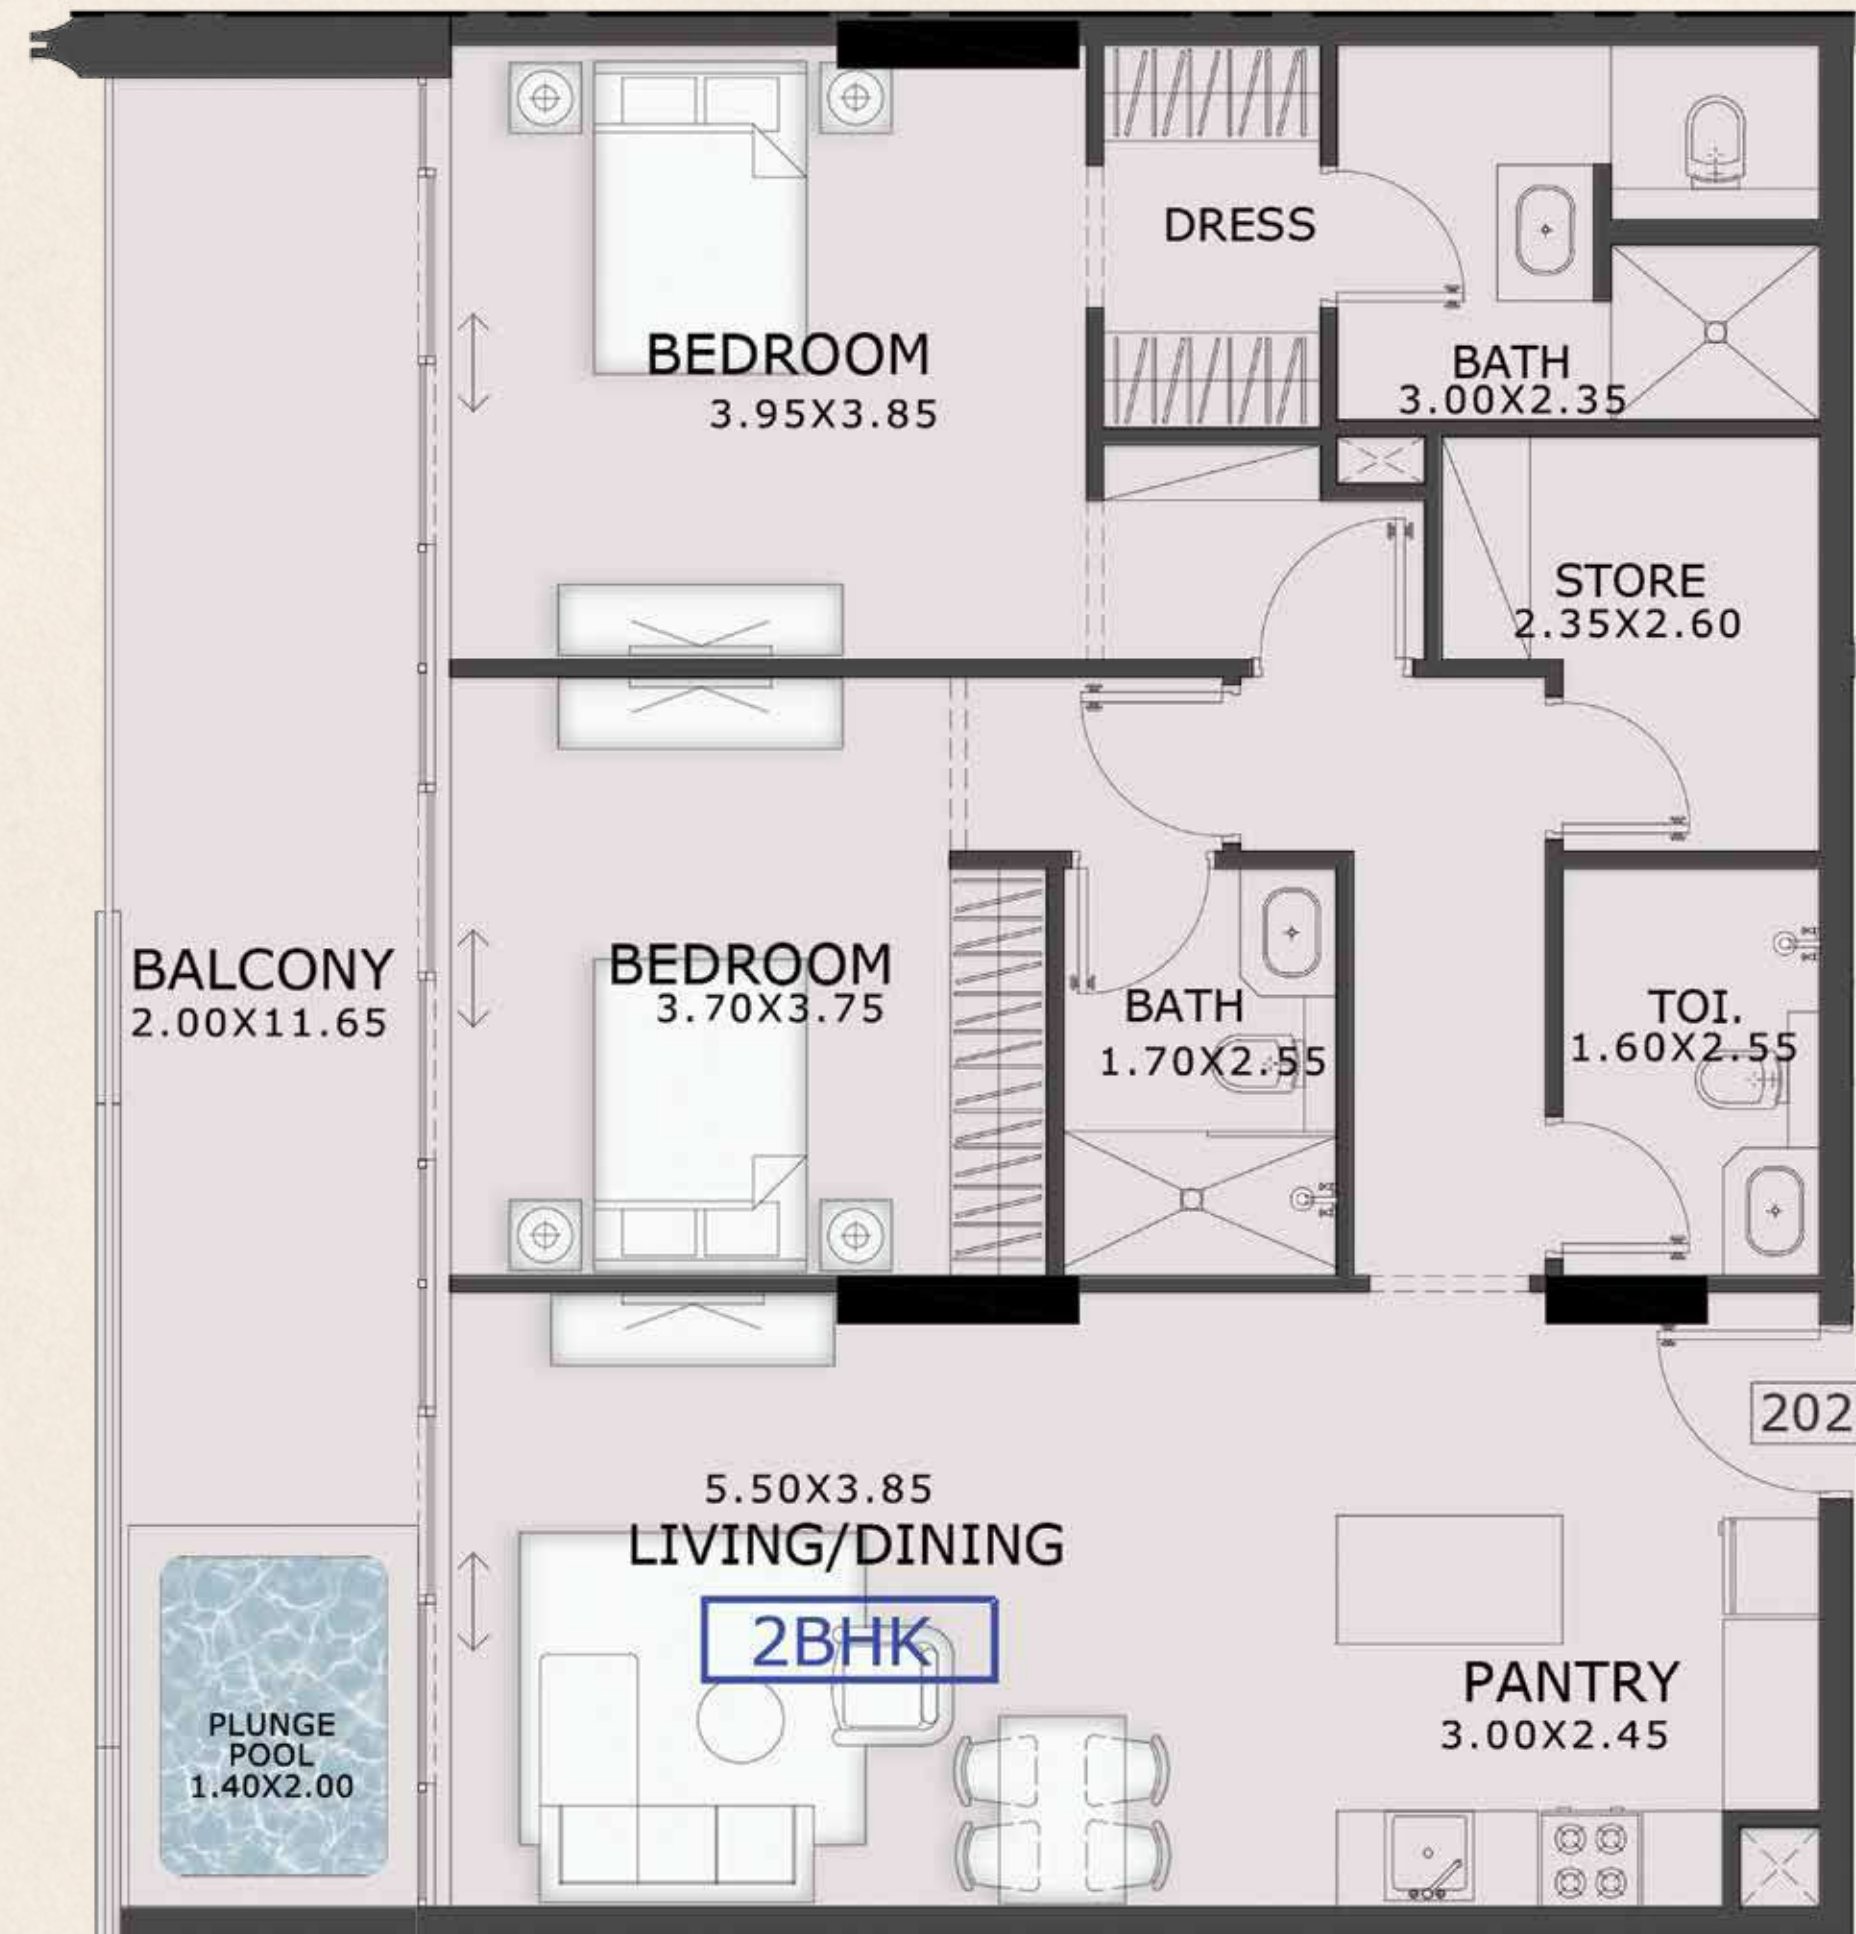 DRESS
BEDROOM
3.95X3.85
BATH
3.00X2.35
STORE
2.35X2.60
BALCONY
2.00X11.65
BEDROOM
3.70X3.75
BATH
1.70X2.55
TOI.
1.60X2.55
202
5.50X3.85
LIVING/DINING
2BHK
PANTRY
3.00X2.45
PLUNGE
POOL
1.40X2.00